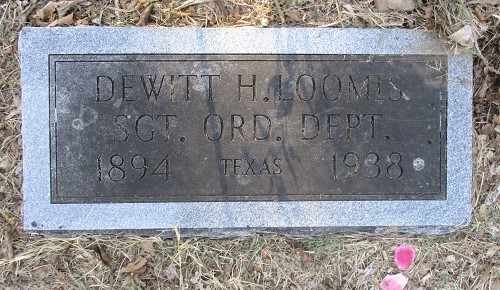 DEWITT H. LOOMIS
SGT. ORD. DEPT.
1894 TEXAS 1938